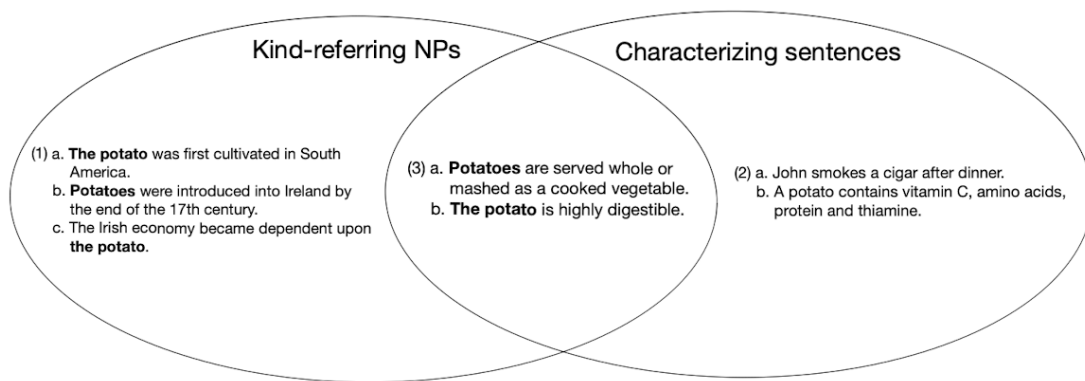 Kind-referring NPs
Characterizing sentences
(1) a. The potato was first cultivated in South
America.
b. Potatoes were introduced into Ireland by
the end of the 17th century.
c. The Irish economy became dependent upon
the potato.
(3) a. Potatoes are served whole or
mashed as a cooked vegetable.
b. The potato is highly digestible.
(2) a. John smokes a cigar after dinner.
b. A potato contains vitamin C, amino acids,
protein and thiamine.